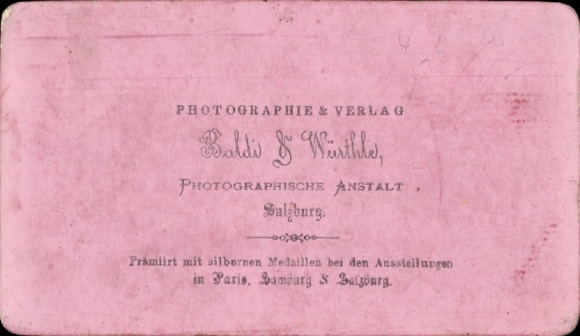 PHOTOGRAPHIE & VERLAG
Baldi & Würthle,
PHOTOGRAPHISCHE ANSTALT,
Salzburg.
Prämiirt mit silbernen Medaillen bei den Ausstellungen
in Paris, Hamburg & Salzburg.